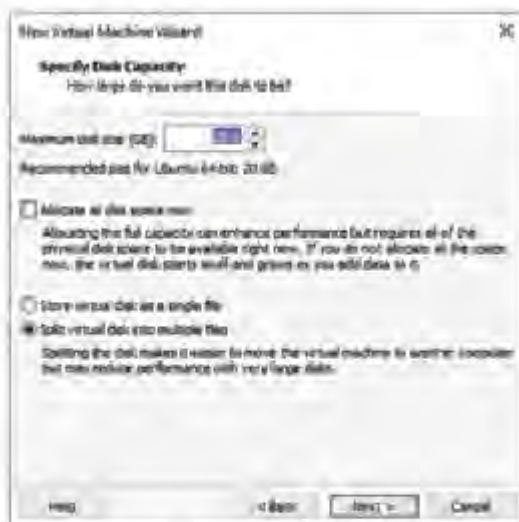 New Virtual Machine Wizard
Specify Disk Capacity
How large do you want this disk to be?
Maximum disk size (GB):
Recommended size for Ubuntu 64-bit: 20 GB
Allocate all disk space now.
Allocating the full capacity can enhance performance but requires all of the
physical disk space to be available right now. If you do not allocate all the space
now, the virtual disk starts small and grows as you add data to it.
Store virtual disk as a single file
Split virtual disk into multiple files
Splitting the disk makes it easier to move the virtual machine to another computer
but may reduce performance with very large disks.
Help
< Back
Next >
Cancel